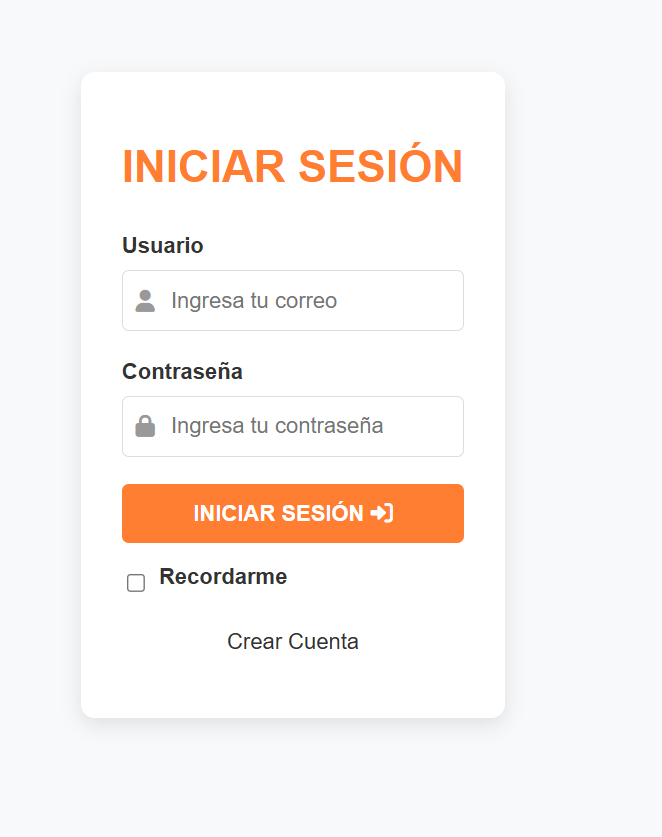 INICIAR SESIÓN
Usuario
Ingresa tu correo
Contraseña
Ingresa tu contraseña
INICIAR SESIÓN
Recordarme
Crear Cuenta